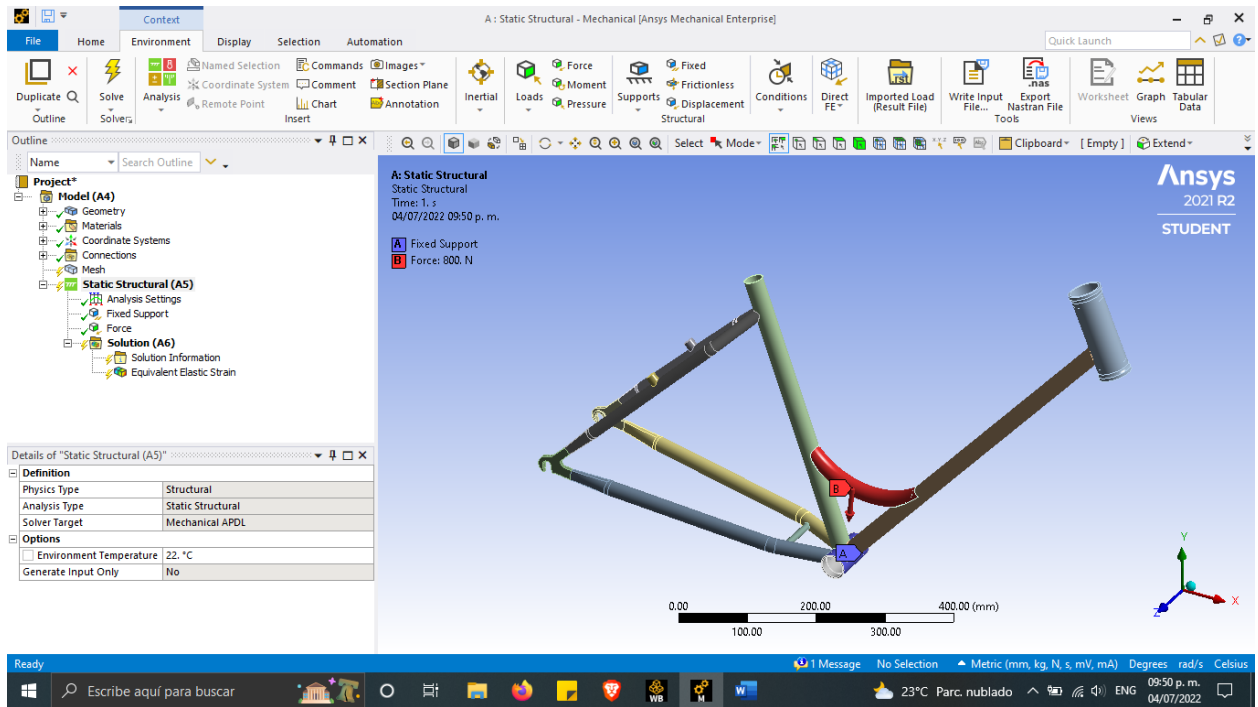 Context
A : Static Structural - Mechanical [Ansys Mechanical Enterprise]
File Home Environment Display Selection Automation
Quick Launch
Duplicate
Outline
Solve
Solvers
Analysis
Named Selection
Coordinate System
Remote Point
Commands
Comment
Chart
Images
Section Plane
Annotation
Insert
Inertial
Loads
Force
Moment
Pressure
Supports
Fixed
Frictionless
Displacement
Conditions
Direct FE
Structural
Imported Load (Result File)
Write Input File...
Export Nastran File
.nas
Tools
Worksheet
Graph
Tabular Data
Views
Outline
Name Search Outline
Select Mode Clipboard [ Empty ] Extend
Project*
Model (A4)
Geometry
Materials
Coordinate Systems
Connections
Mesh
Static Structural (A5)
Analysis Settings
Fixed Support
Force
Solution (A6)
Solution Information
Equivalent Elastic Strain
Details of "Static Structural (A5)"
Definition
Physics Type Structural
Analysis Type Static Structural
Solver Target Mechanical APDL
Options
Environment Temperature 22. °C
Generate Input Only No
A: Static Structural
Static Structural
Time: 1. s
04/07/2022 09:50 p. m.
A Fixed Support
B Force: 800. N
Ansys
2021 R2
STUDENT
B
A
Y
X
Z
0.00 200.00 400.00 (mm)
100.00 300.00
Ready
1 Message No Selection Metric (mm, kg, N, s, mV, mA) Degrees rad/s Celsius
Escribe aquí para buscar
WB
M
23°C Parc. nublado
ENG
09:50 p. m.
04/07/2022